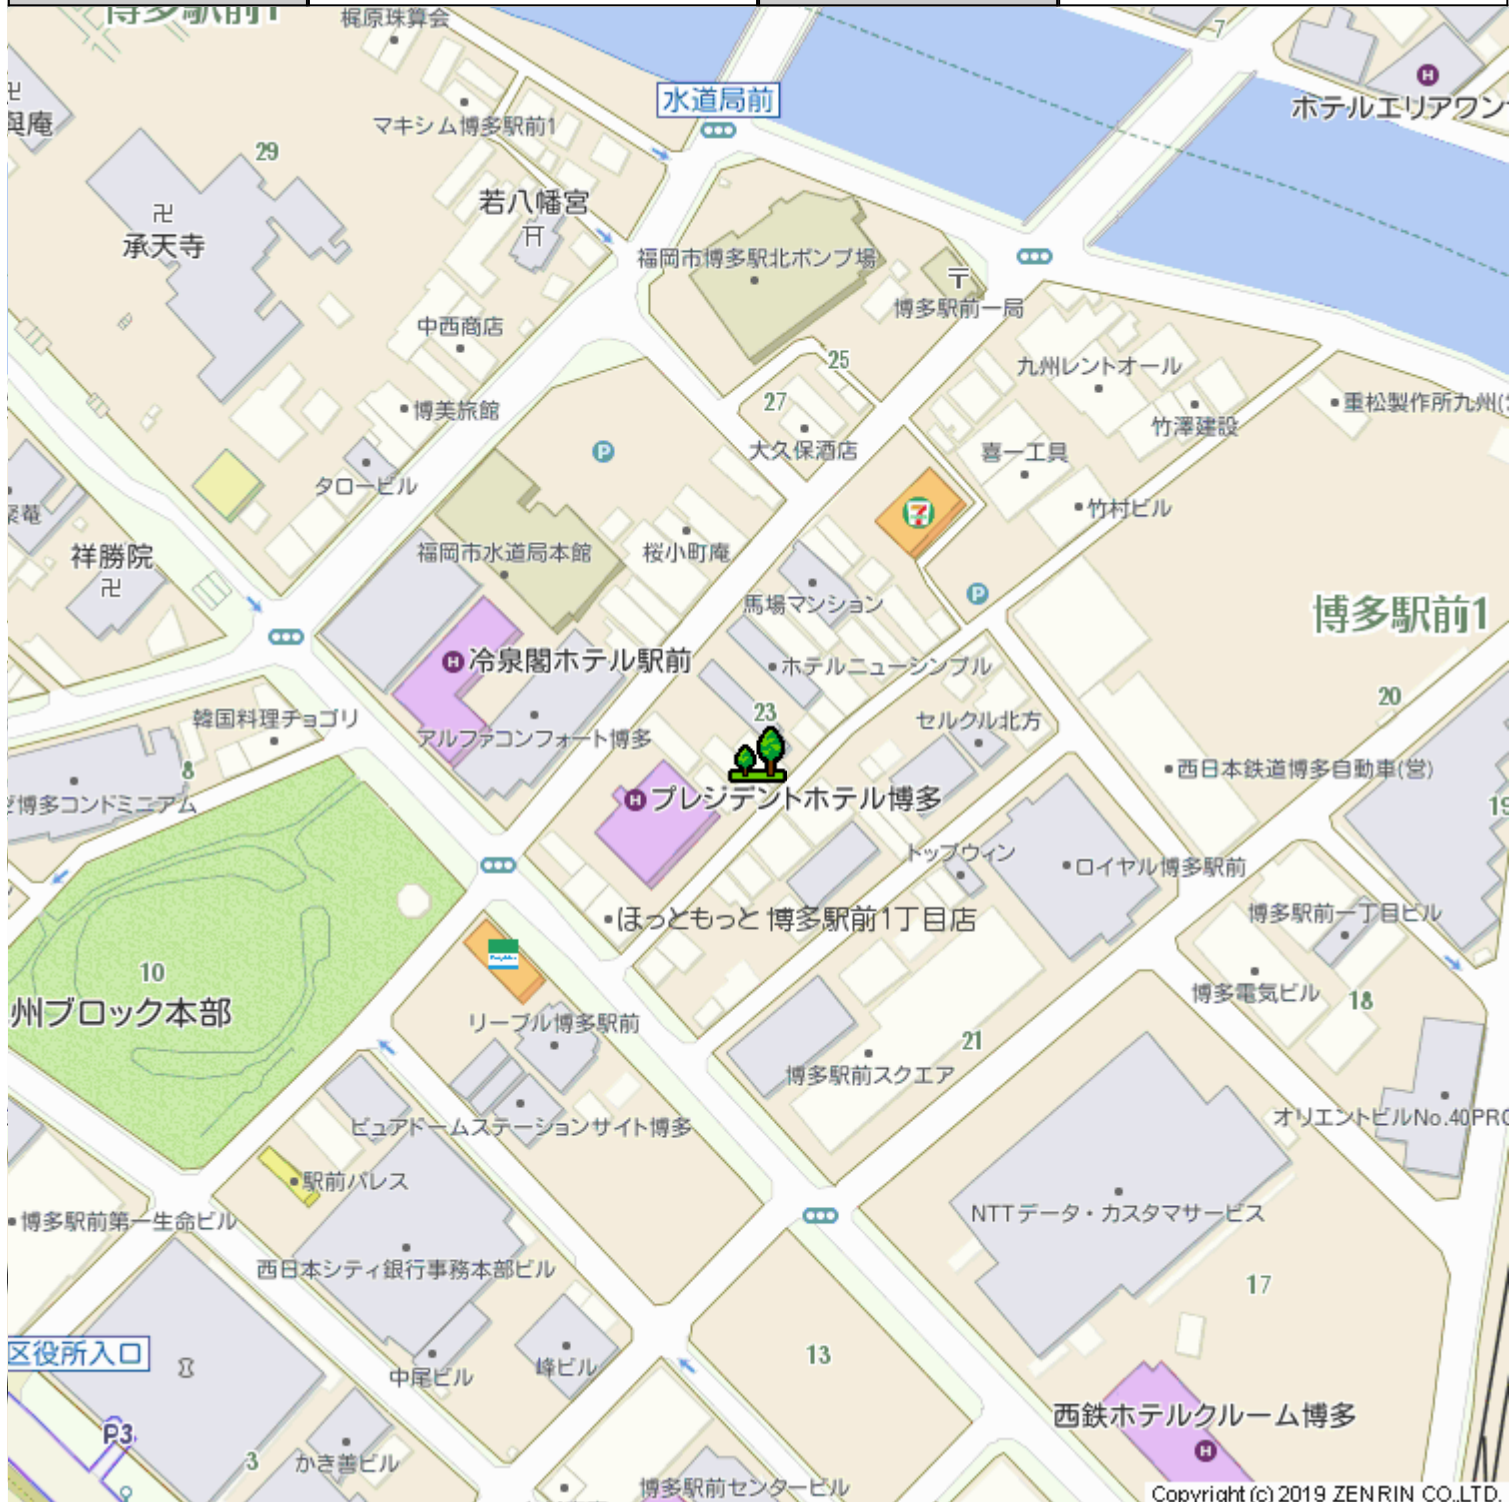 博多駅前1
梶原珠算会
7
水道局前
ホテルエリアワン
與庵
マキシム博多駅前1
29
若八幡宮
承天寺
福岡市博多駅北ポンプ場
博多駅前一局
中西商店
25
九州レントオール
27
重松製作所九州(
博美旅館
竹澤建設
大久保酒店
喜一工具
P
タロービル
竹村ビル
7
祥勝院
福岡市水道局本館
桜小町庵
P
馬場マンション
博多駅前1
H
冷泉閣ホテル駅前
ホテルニューシンプル
20
韓国料理チョゴリ
23
セルクル北方
アルファコンフォート博多
8
西日本鉄道博多自動車(営)
博多コンドミニアム
H
プレジデントホテル博多
19
トップウィン
ロイヤル博多駅前
ほっともっと 博多駅前1丁目店
博多駅前一丁目ビル
10
博多電気ビル
18
州ブロック本部
リーブル博多駅前
21
博多駅前スクエア
オリエントビルNo.40PRO
ピュアドームステーションサイト博多
駅前パレス
NTTデータ・カスタマサービス
博多駅前第一生命ビル
西日本シティ銀行事務本部ビル
17
区役所入口
13
中尾ビル
峰ビル
西鉄ホテルクルーム博多
P3
H
3
かき善ビル
博多駅前センタービル
Copyright (c) 2019 ZENRIN CO.,LTD